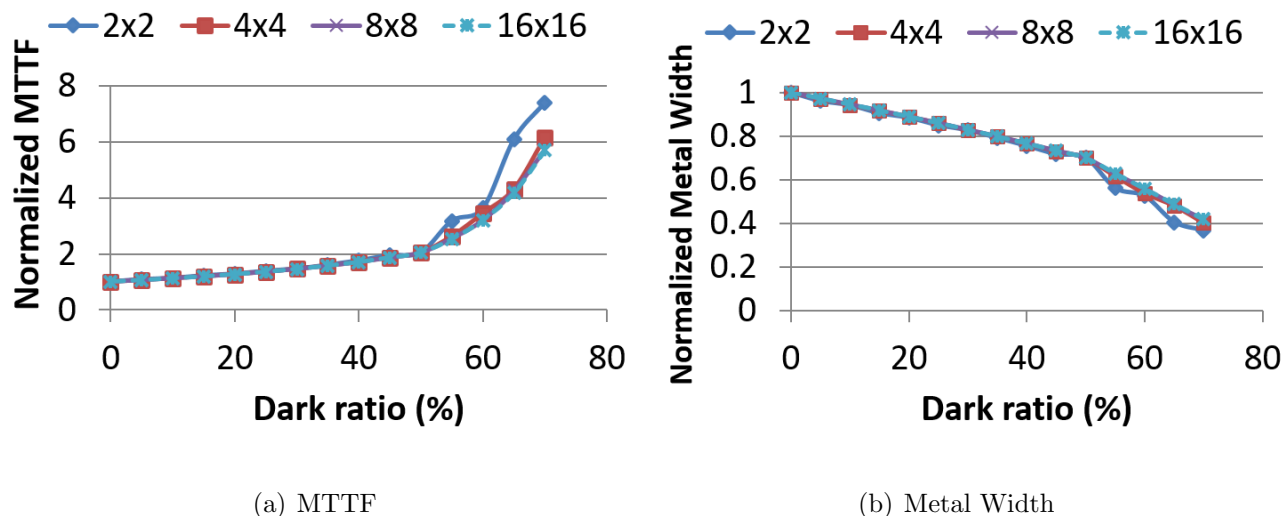 2x2 4x4 8x8 16x16
Normalized MTTF
8
6
4
2
0
0 20 40 60 80
Dark ratio (%)
(a) MTTF
2x2 4x4 8x8 16x16
Normalized Metal Width
1
0.8
0.6
0.4
0.2
0
0 20 40 60 80
Dark ratio (%)
(b) Metal Width